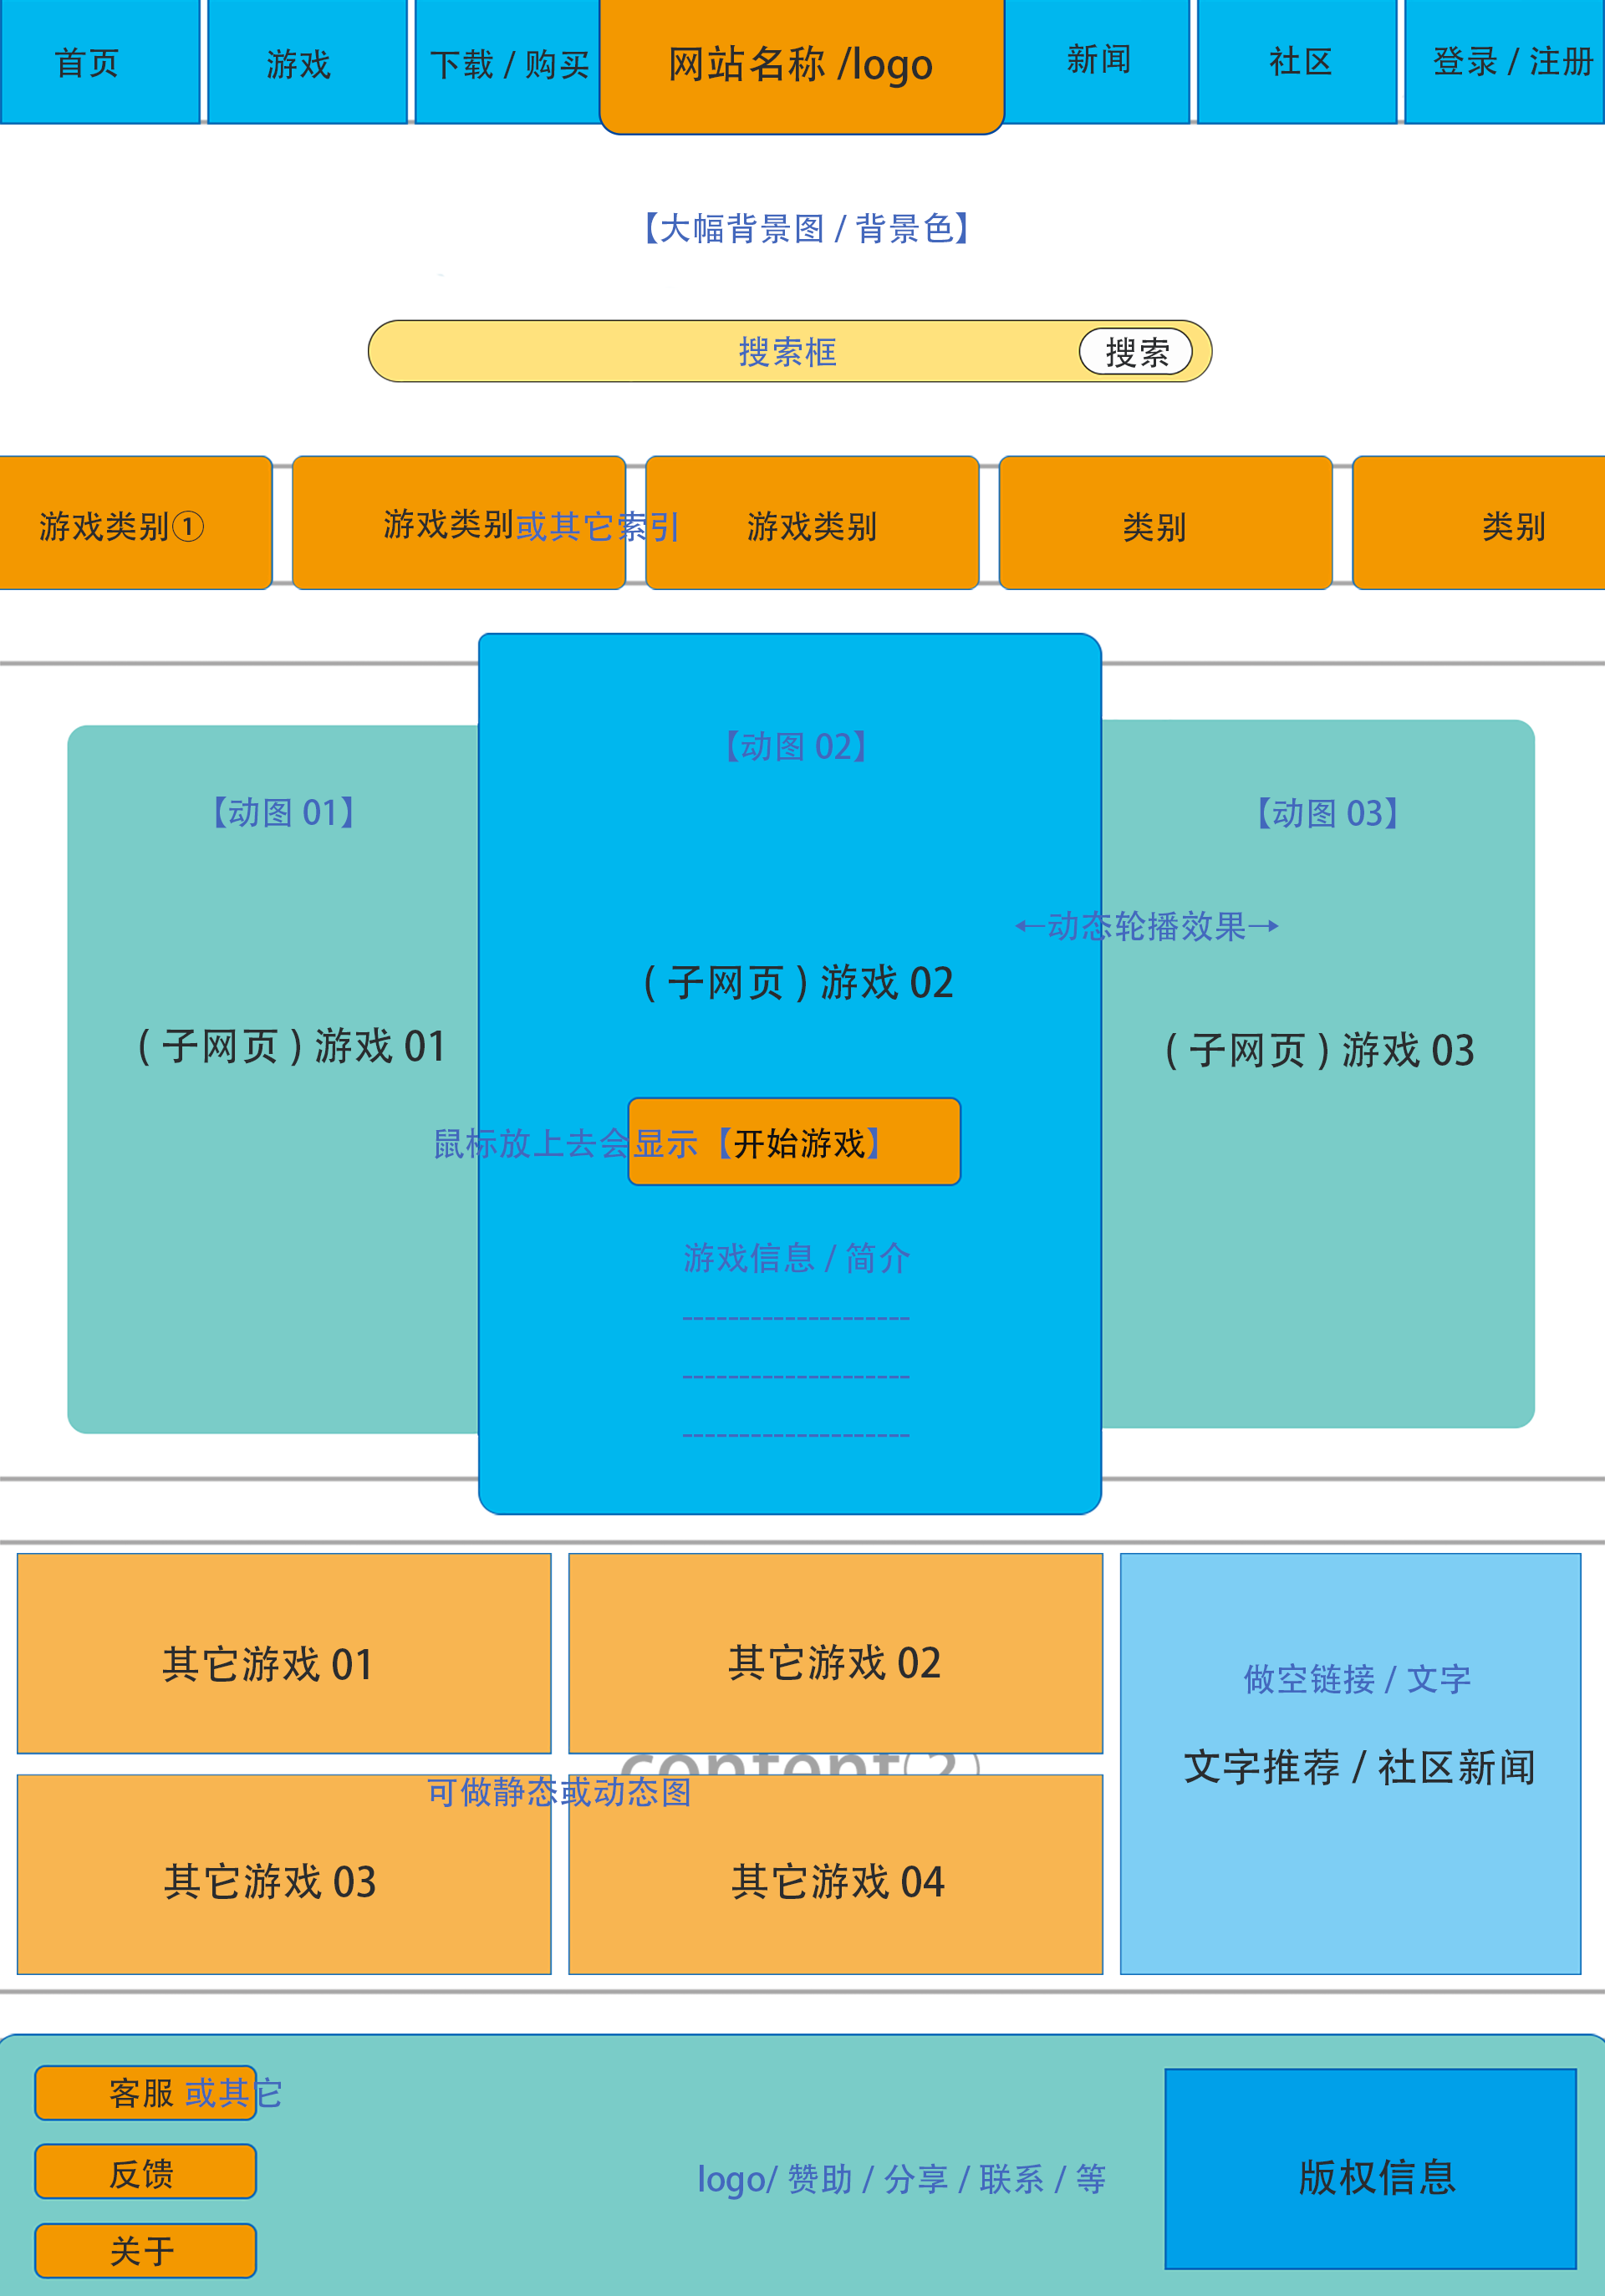 首页
游戏
下载 / 购买
网站名称 /logo
新闻
社区
登录 / 注册
【大幅背景图 / 背景色】
搜索框
搜索
游戏类别①
游戏类别或其它索引
游戏类别
类别
类别
【动图 02】
【动图 01】
【动图 03】
←动态轮播效果→
( 子网页 ) 游戏 02
( 子网页 ) 游戏 01
( 子网页 ) 游戏 03
鼠标放上去会显示【开始游戏】
游戏信息 / 简介
--------------------
--------------------
--------------------
其它游戏 01
其它游戏 02
做空链接 / 文字
文字推荐 / 社区新闻
content②
可做静态或动态图
其它游戏 03
其它游戏 04
客服 或其它
反馈
关于
logo/ 赞助 / 分享 / 联系 / 等
版权信息